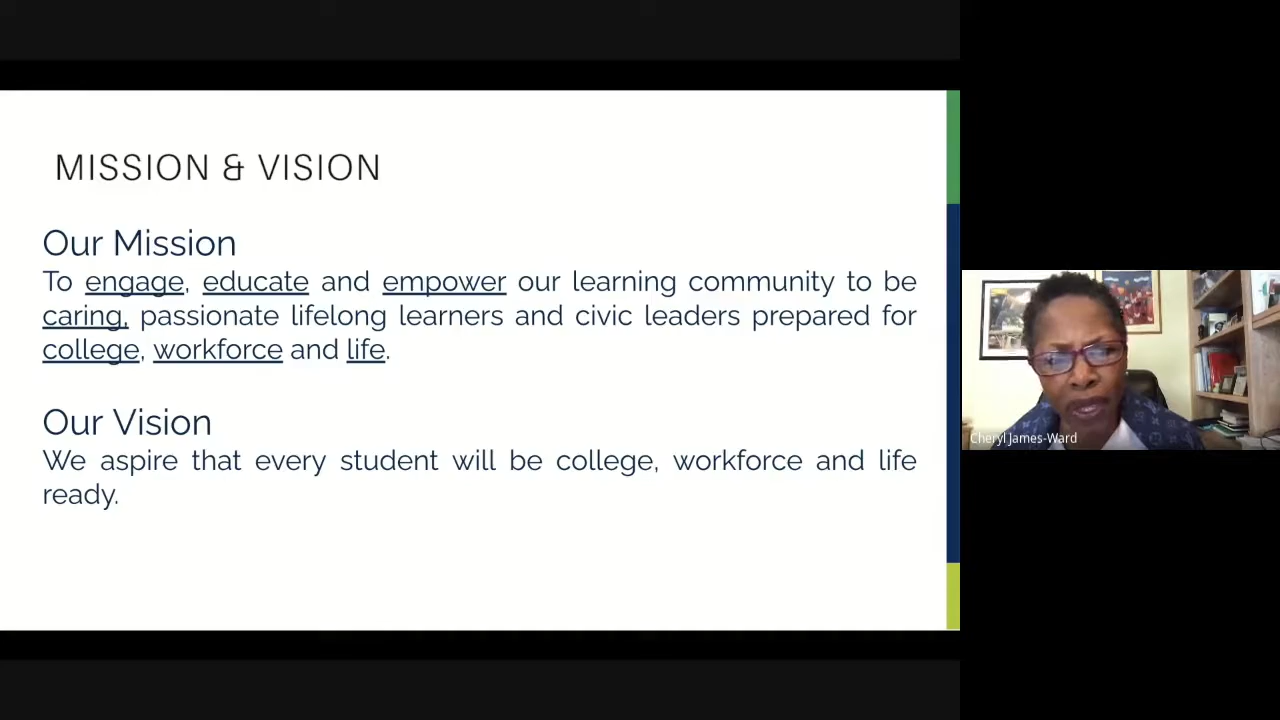 MISSION & VISION
Our Mission
To engage, educate and empower our learning community to be
caring, passionate lifelong learners and civic leaders prepared for
college, workforce and life.
Our Vision
We aspire that every student will be college, workforce and life
ready.
Cheryl James-Ward